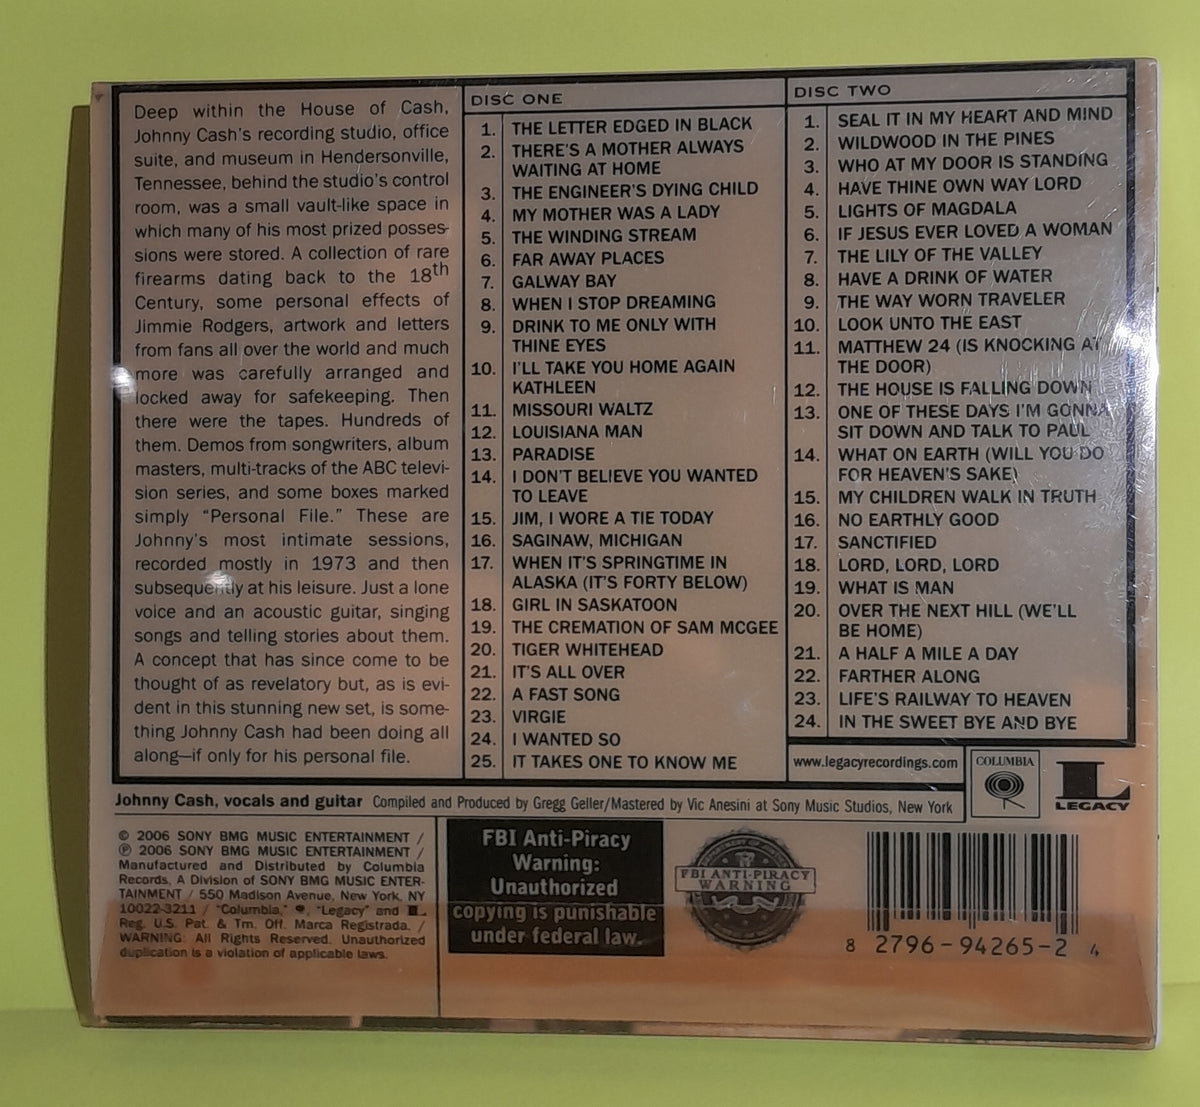 Deep within the House of Cash,
Johnny Cash's recording studio, office
suite, and museum in Hendersonville,
Tennessee, behind the studio's control
room, was a small vault-like space in
which many of his most prized posses-
sions were stored. A collection of rare
firearms dating back to the 18th
Century, some personal effects of
Jimmie Rodgers, artwork and letters
from fans all over the world and much
more was carefully arranged and
locked away for safekeeping. Then
there were the tapes. Hundreds of
them. Demos from songwriters, album
masters, multi-tracks of the ABC televi-
sion series, and some boxes marked
simply “Personal File.” These are
Johnny's most intimate sessions,
recorded mostly in 1973 and then
subsequently at his leisure. Just a lone
voice and an acoustic guitar, singing
songs and telling stories about them.
A concept that has since come to be
thought of as revelatory but, as is evi-
dent in this stunning new set, is some-
thing Johnny Cash had been doing all
along—if only for his personal file.
DISC ONE
1. THE LETTER EDGED IN BLACK
2. THERE'S A MOTHER ALWAYS
WAITING AT HOME
3. THE ENGINEER'S DYING CHILD
4. MY MOTHER WAS A LADY
5. THE WINDING STREAM
6. FAR AWAY PLACES
7. GALWAY BAY
8. WHEN I STOP DREAMING
9. DRINK TO ME ONLY WITH
THINE EYES
10. I'LL TAKE YOU HOME AGAIN
KATHLEEN
11. MISSOURI WALTZ
12. LOUISIANA MAN
13. PARADISE
14. I DON'T BELIEVE YOU WANTED
TO LEAVE
15. JIM, I WORE A TIE TODAY
16. SAGINAW, MICHIGAN
17. WHEN IT'S SPRINGTIME IN
ALASKA (IT'S FORTY BELOW)
18. GIRL IN SASKATOON
19. THE CREMATION OF SAM MCGEE
20. TIGER WHITEHEAD
21. IT'S ALL OVER
22. A FAST SONG
23. VIRGIE
24. I WANTED SO
25. IT TAKES ONE TO KNOW ME
DISC TWO
1. SEAL IT IN MY HEART AND MIND
2. WILDWOOD IN THE PINES
3. WHO AT MY DOOR IS STANDING
4. HAVE THINE OWN WAY LORD
5. LIGHTS OF MAGDALA
6. IF JESUS EVER LOVED A WOMAN
7. THE LILY OF THE VALLEY
8. HAVE A DRINK OF WATER
9. THE WAY WORN TRAVELER
10. LOOK UNTO THE EAST
11. MATTHEW 24 (IS KNOCKING AT
THE DOOR)
12. THE HOUSE IS FALLING DOWN
13. ONE OF THESE DAYS I'M GONNA
SIT DOWN AND TALK TO PAUL
14. WHAT ON EARTH (WILL YOU DO
FOR HEAVEN'S SAKE)
15. MY CHILDREN WALK IN TRUTH
16. NO EARTHLY GOOD
17. SANCTIFIED
18. LORD, LORD, LORD
19. WHAT IS MAN
20. OVER THE NEXT HILL (WE'LL
BE HOME)
21. A HALF A MILE A DAY
22. FARTHER ALONG
23. LIFE'S RAILWAY TO HEAVEN
24. IN THE SWEET BYE AND BYE
www.legacyrecordings.com
COLUMBIA
LEGACY
Johnny Cash, vocals and guitar Compiled and Produced by Gregg Geller/Mastered by Vic Anesini at Sony Music Studios, New York
© 2006 SONY BMG MUSIC ENTERTAINMENT /
℗ 2006 SONY BMG MUSIC ENTERTAINMENT /
Manufactured and Distributed by Columbia
Records, A Division of SONY BMG MUSIC ENTER-
TAINMENT / 550 Madison Avenue, New York, NY
10022-3211 / "Columbia," "Legacy" and L
Reg. U.S. Pat. & Tm. Off. Marca Registrada. /
WARNING: All Rights Reserved. Unauthorized
duplication is a violation of applicable laws.
FBI Anti-Piracy
Warning:
Unauthorized
copying is punishable
under federal law.
FBI ANTI-PIRACY
WARNING
8 2796-94265-2 4